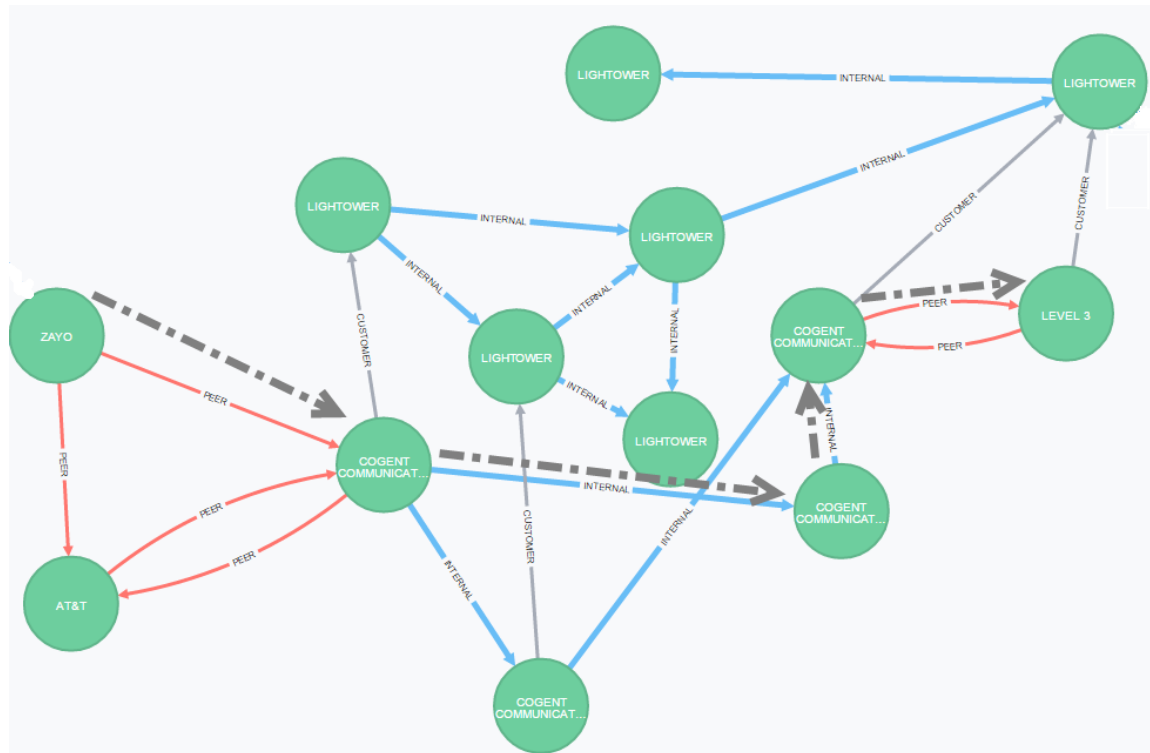 LIGHTOWER
INTERNAL
LIGHTOWER
INTERNAL
CUSTOMER
CUSTOMER
LIGHTOWER
INTERNAL
LIGHTOWER
INTERNAL
INTERNAL
INTERNAL
CUSTOMER
ZAYO
PEER
LIGHTOWER
INTERNAL
COGENT
COMMUNICAT...
PEER
PEER
LEVEL 3
PEER
COGENT
COMMUNICAT...
INTERNAL
LIGHTOWER
INTERNAL
COGENT
COMMUNICAT...
PEER
PEER
PEER
INTERNAL
CUSTOMER
INTERNAL
AT&T
COGENT
COMMUNICAT...